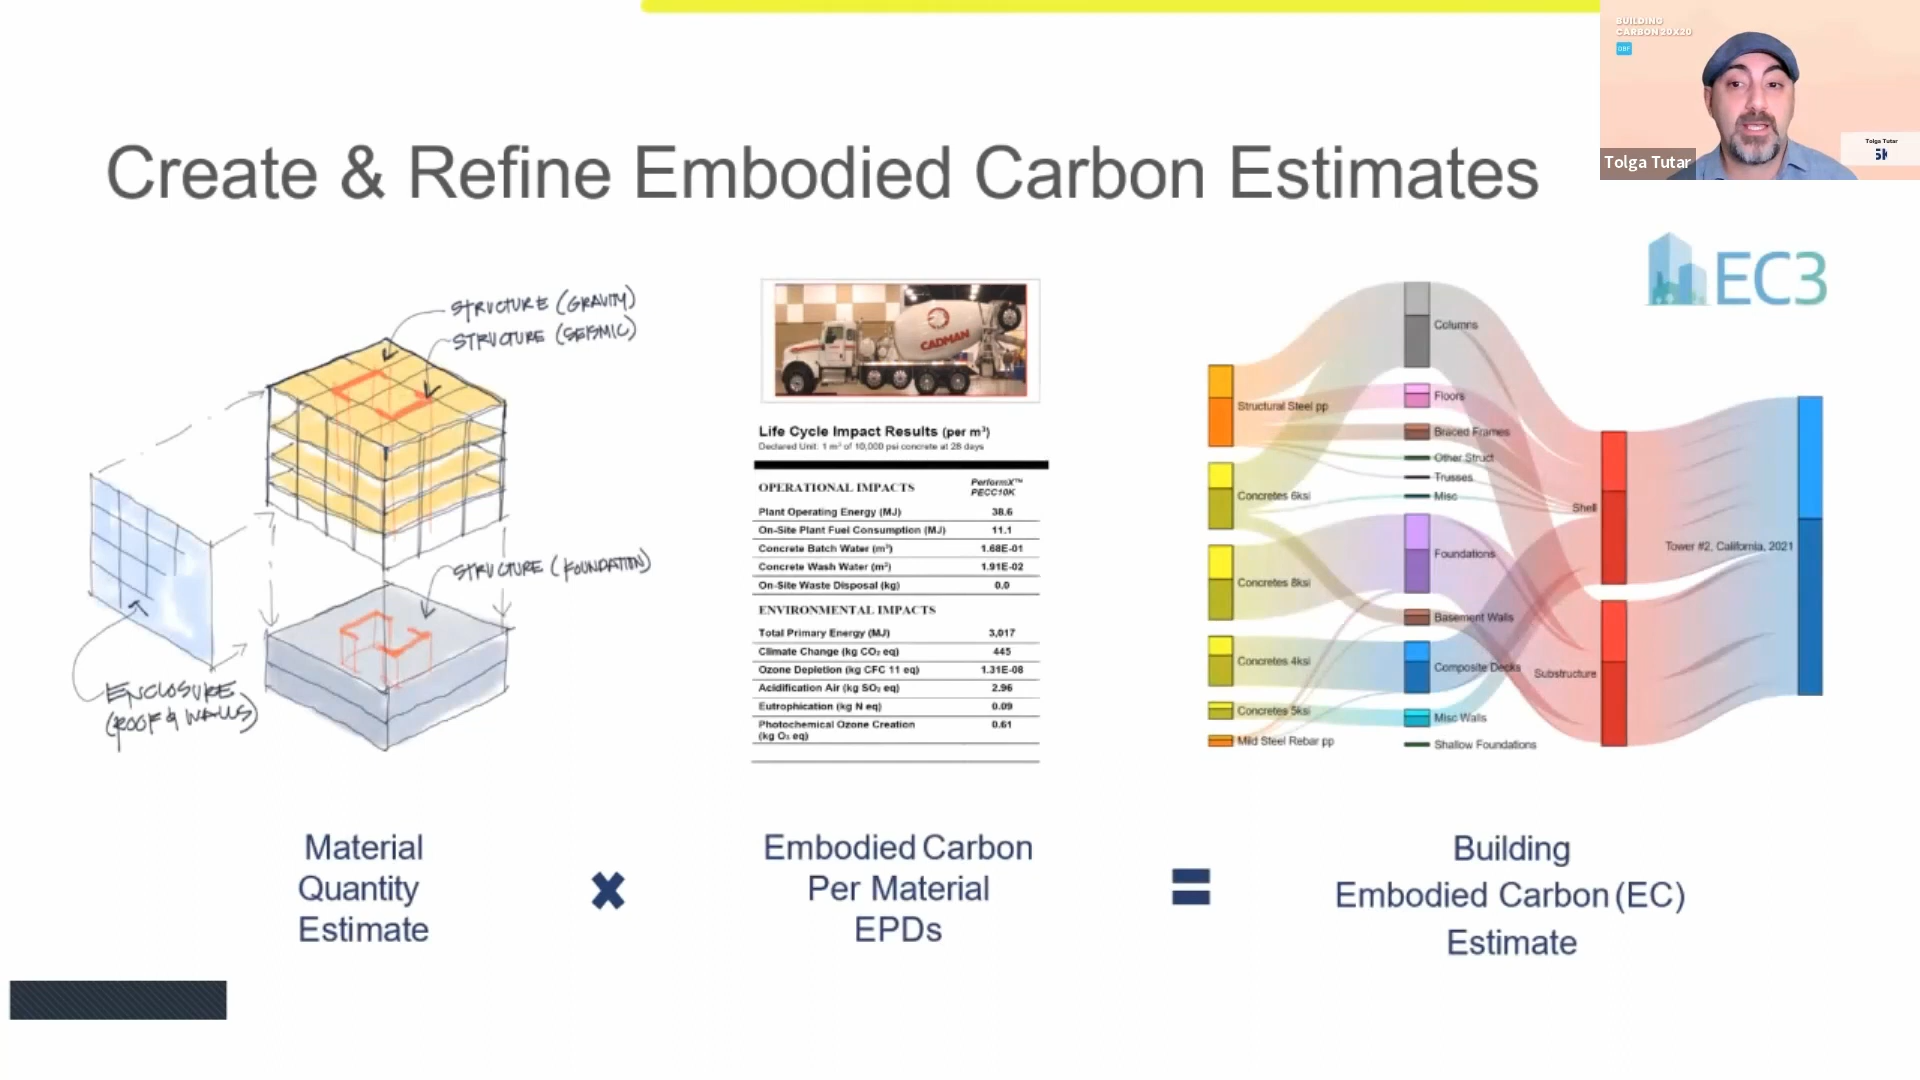 BUILDING
CARBON 20X20
DBF
Tolga Tutar
Tolga Tutar
Create & Refine Embodied Carbon Estimates
EC3
STRUCTURE (GRAVITY)
STRUCTURE (SEISMIC)
STRUCTURE (FOUNDATION)
ENCLOSURE
(ROOF & WALLS)
CADMAN
Life Cycle Impact Results (per m³)
Declared Unit: 1 m³ of 10,000 psi concrete at 28 days
OPERATIONAL IMPACTS PerformX™ PECC10K
Plant Operating Energy (MJ) 38.6
On-Site Plant Fuel Consumption (MJ) 11.1
Concrete Batch Water (m³) 1.68E-01
Concrete Wash Water (m³) 1.91E-02
On-Site Waste Disposal (kg) 0.0
ENVIRONMENTAL IMPACTS
Total Primary Energy (MJ) 3,017
Climate Change (kg CO₂ eq) 445
Ozone Depletion (kg CFC 11 eq) 1.31E-08
Acidification Air (kg SO₂ eq) 2.96
Eutrophication (kg N eq) 0.09
Photochemical Ozone Creation 0.61
(kg O₃ eq)
Structural Steel pp
Concretes 6ksi
Concretes 8ksi
Concretes 4ksi
Concretes 5ksi
Mild Steel Rebar pp
Columns
Floors
Braced Frames
Other Struct
Trusses
Misc
Foundations
Basement Walls
Composite Decks
Misc Walls
Shallow Foundations
Shell
Substructure
Tower #2, California, 2021
Material
Quantity
Estimate
×
Embodied Carbon
Per Material
EPDs
=
Building
Embodied Carbon (EC)
Estimate